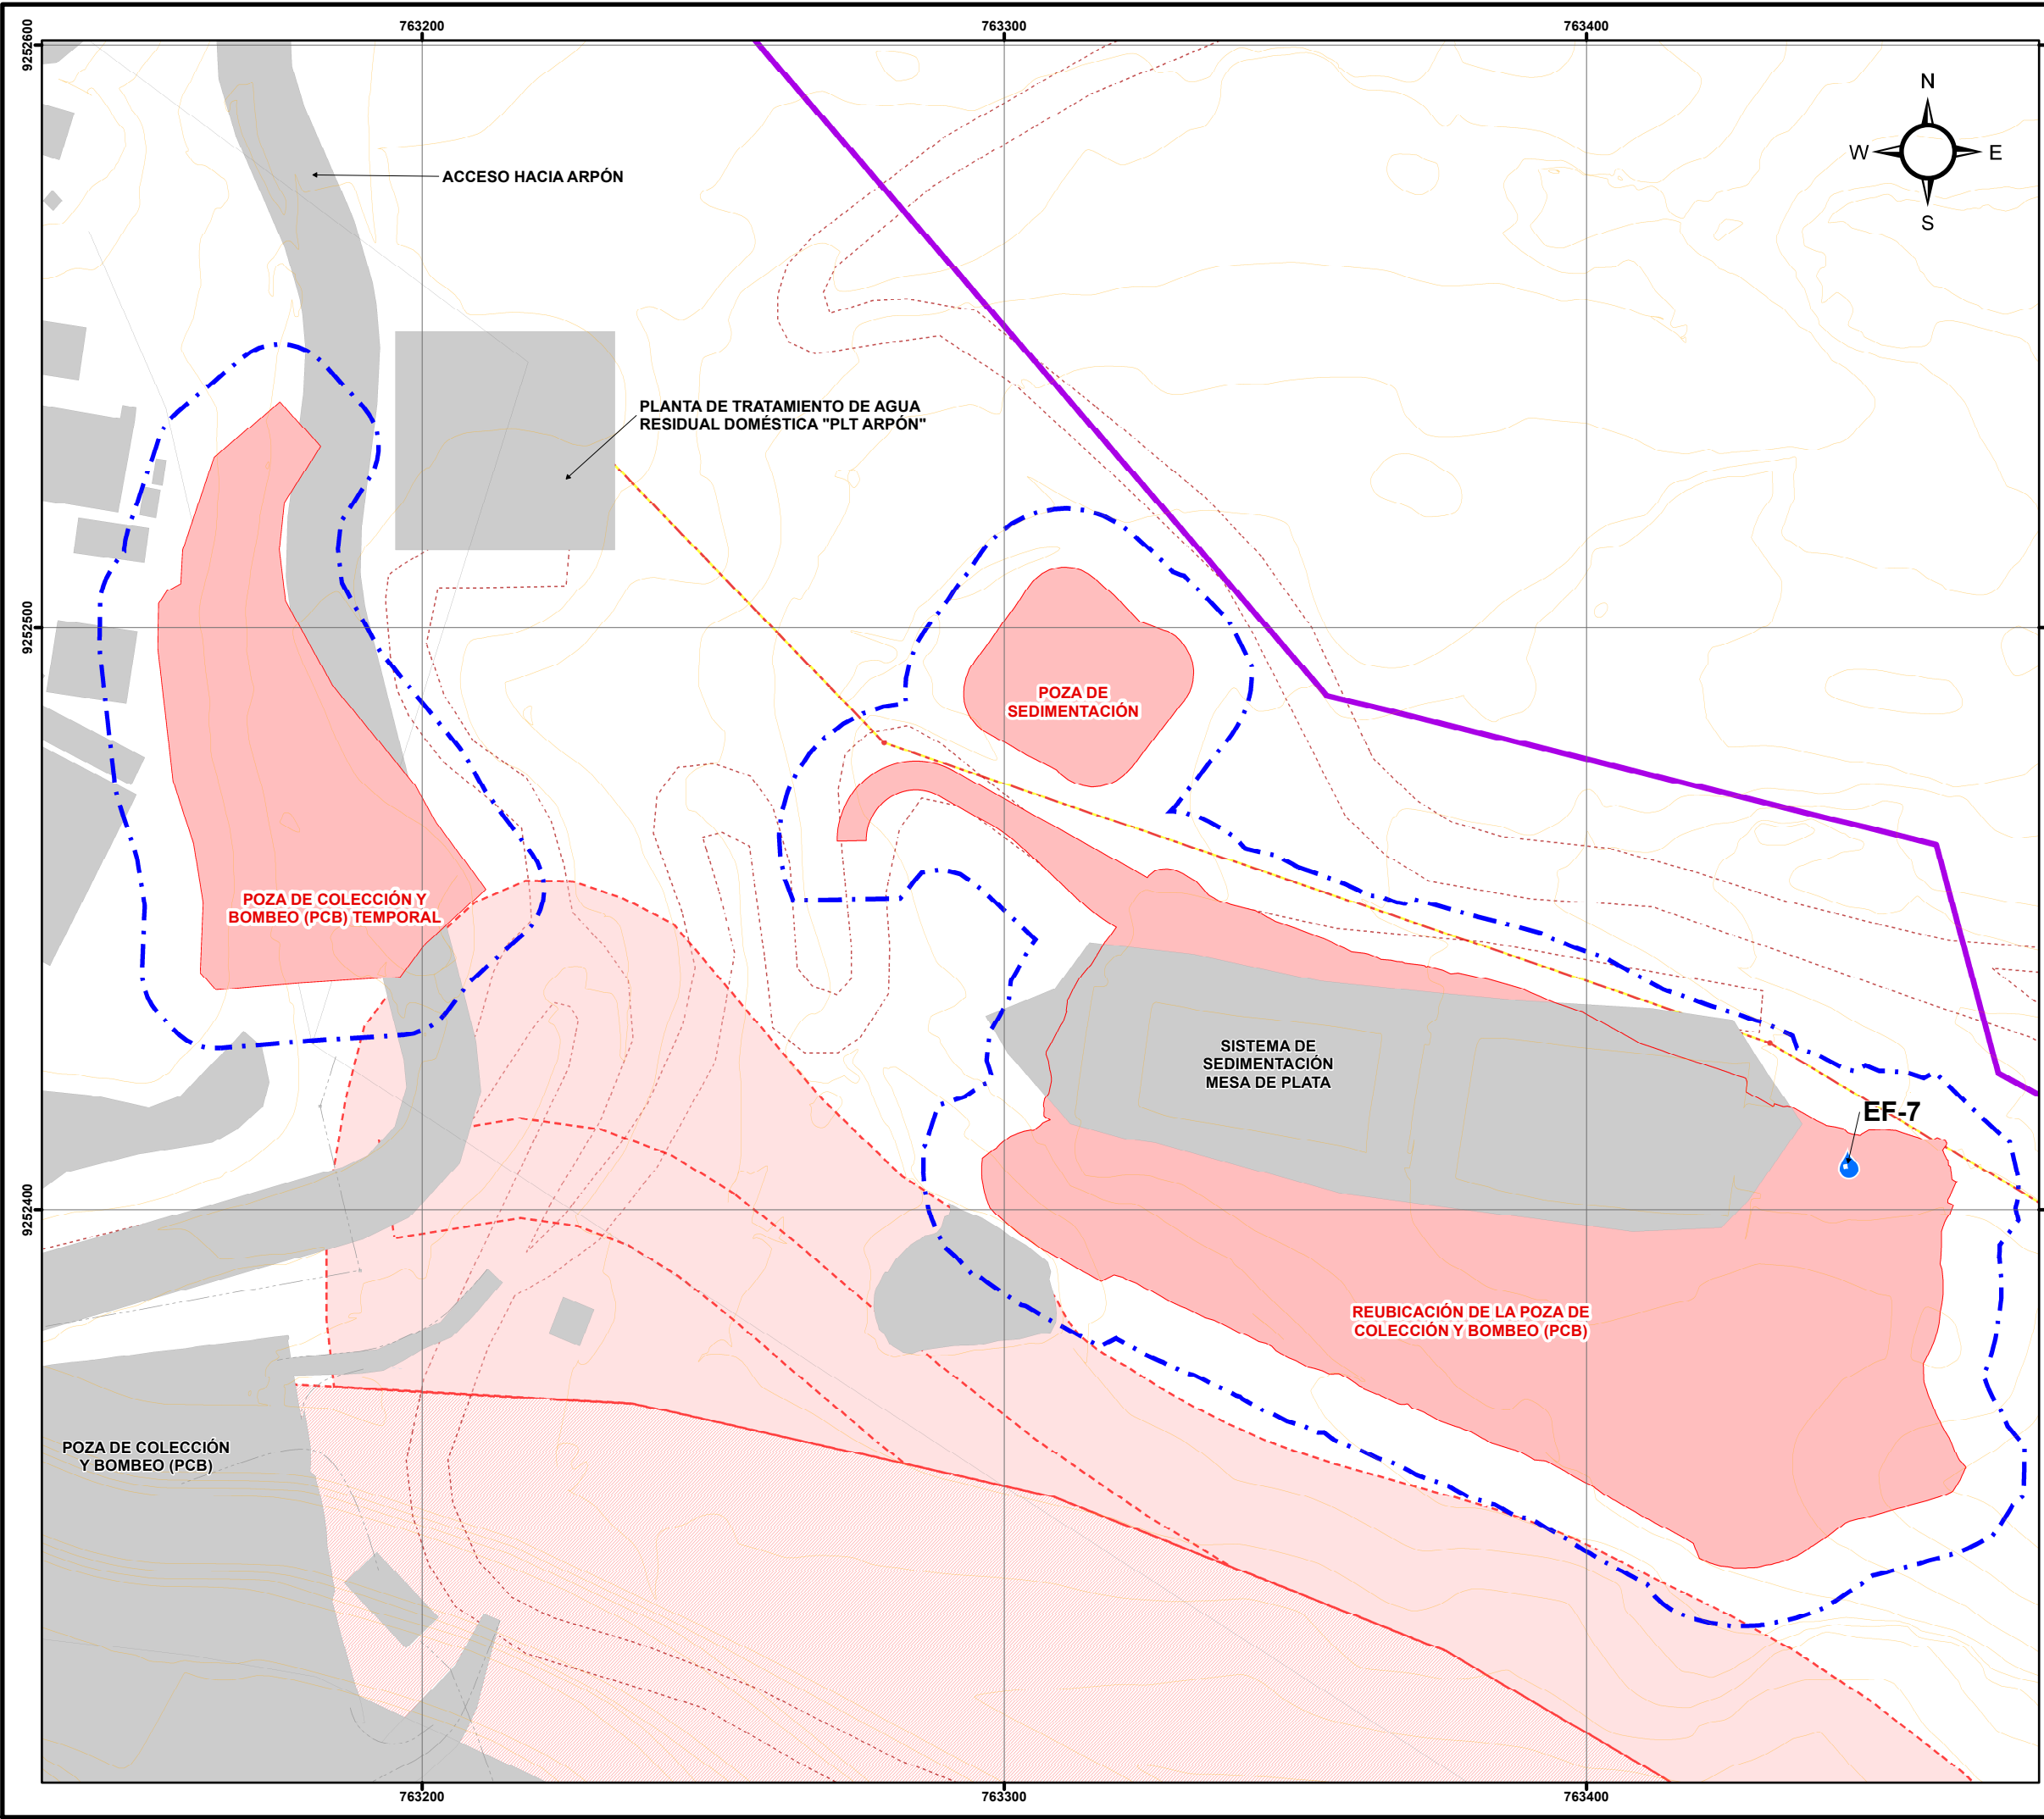 763200
763300
763400
9252600
N
W
E
S
ACCESO HACIA ARPÓN
PLANTA DE TRATAMIENTO DE AGUA
RESIDUAL DOMÉSTICA "PLT ARPÓN"
9252500
POZA DE
SEDIMENTACIÓN
POZA DE COLECCIÓN Y
BOMBEO (PCB) TEMPORAL
SISTEMA DE
SEDIMENTACIÓN
MESA DE PLATA
EF-7
9252400
REUBICACIÓN DE LA POZA DE
COLECCIÓN Y BOMBEO (PCB)
POZA DE COLECCIÓN
Y BOMBEO (PCB)
763200
763300
763400